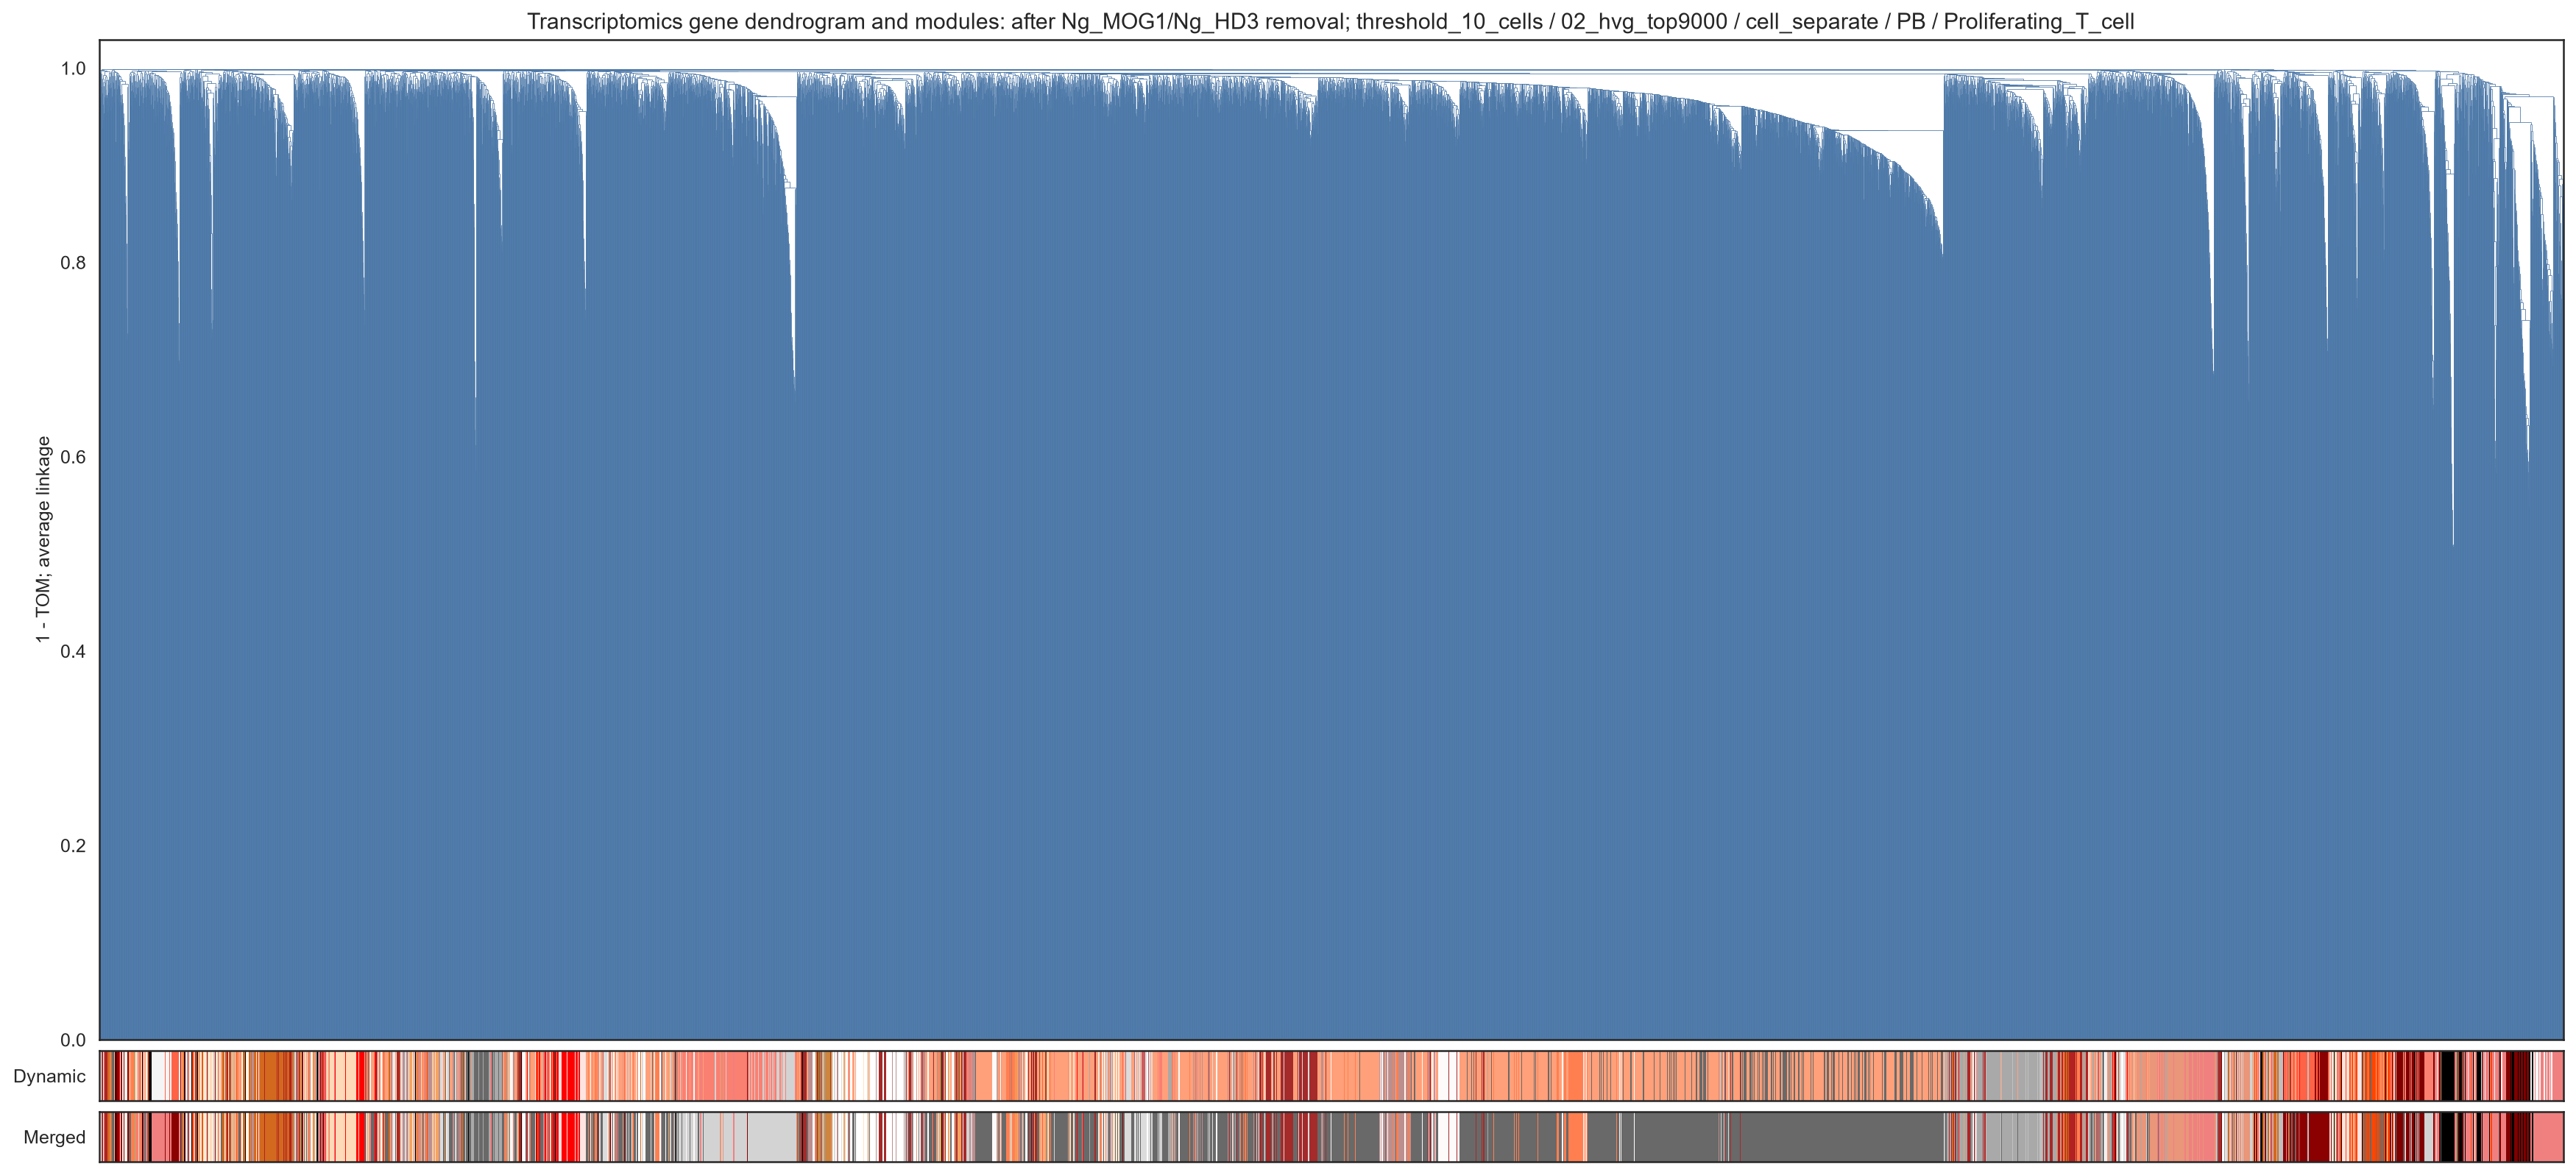 Transcriptomics gene dendrogram and modules: after Ng_MOG1/Ng_HD3 removal; threshold_10_cells / 02_hvg_top9000 / cell_separate / PB / Proliferating_T_cell
1.0
0.8
0.6
0.4
0.2
0.0
1 - TOM; average linkage
Dynamic
Merged